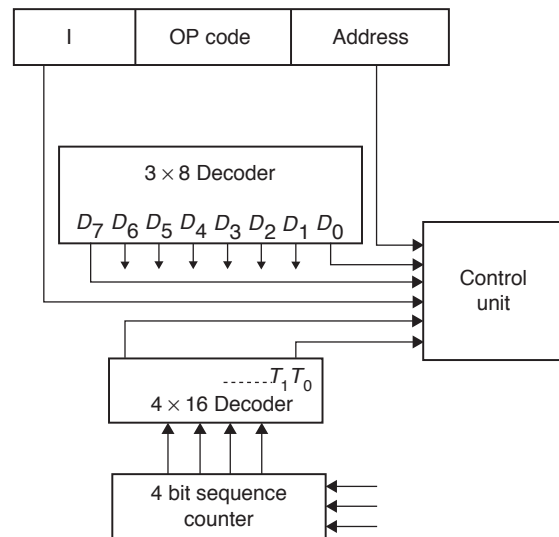 I OP code Address
3 × 8 Decoder
D7 D6 D5 D4 D3 D2 D1 D0
Control
unit
.......T1 T0
4 × 16 Decoder
4 bit sequence
counter